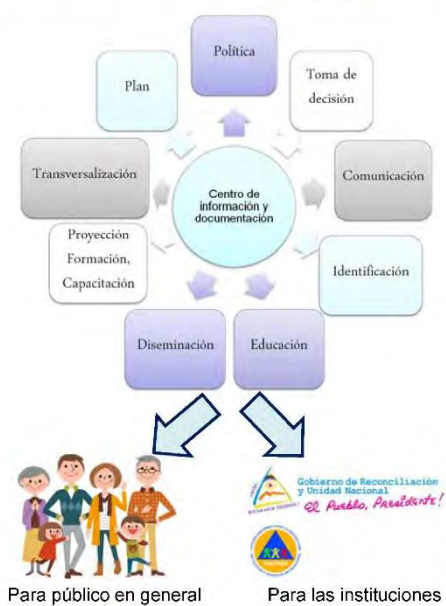 Política
Plan
Toma de
decisión
Transversalización
Centro de
información y
documentación
Comunicación
Proyección
Formación,
Capacitación
Identificación
Diseminación
Educación
Gobierno de Reconciliación
y Unidad Nacional
El Pueblo, Presidente!
Para público en general
Para las instituciones